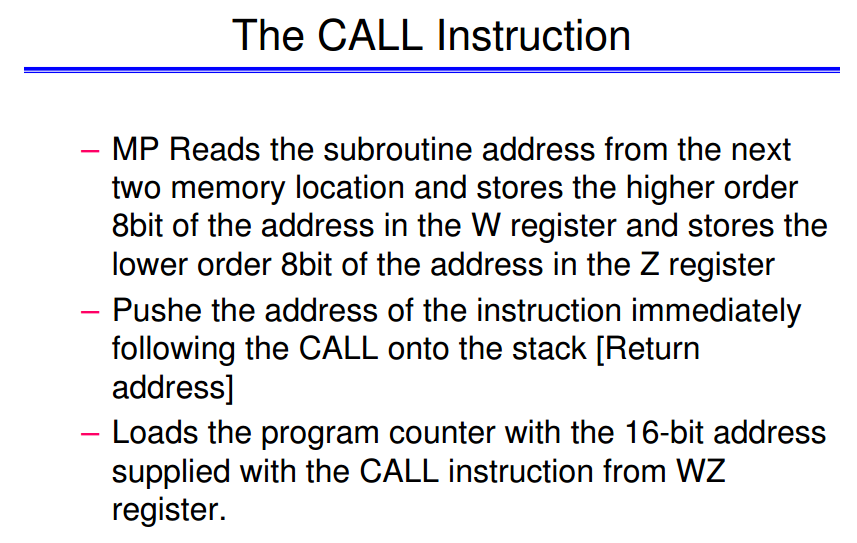 The CALL Instruction
– MP Reads the subroutine address from the next
two memory location and stores the higher order
8bit of the address in the W register and stores the
lower order 8bit of the address in the Z register
– Pushe the address of the instruction immediately
following the CALL onto the stack [Return
address]
– Loads the program counter with the 16-bit address
supplied with the CALL instruction from WZ
register.